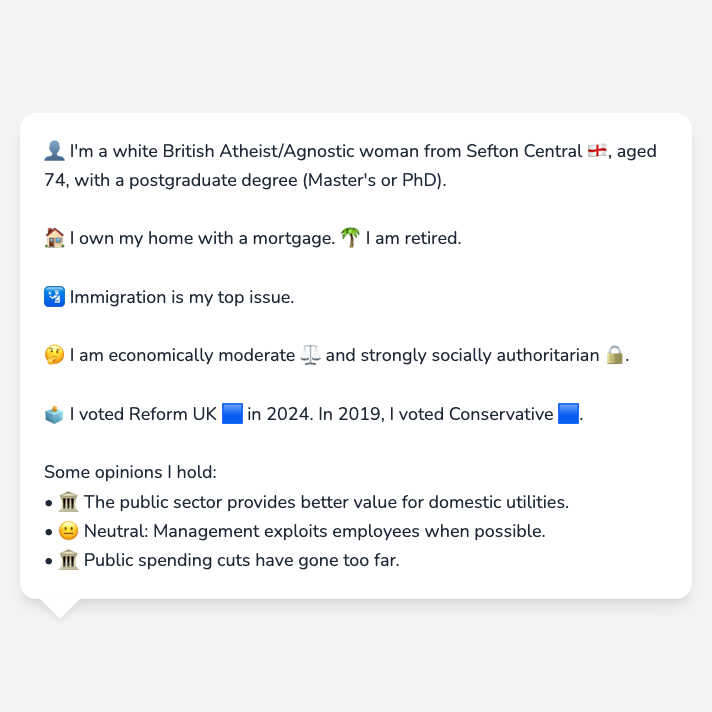 👤 I'm a white British Atheist/Agnostic woman from Sefton Central 🏴󠁧󠁢󠁥󠁮󠁧󠁿, aged
74, with a postgraduate degree (Master's or PhD).
🏠 I own my home with a mortgage. 🌴 I am retired.
🛂 Immigration is my top issue.
🤔 I am economically moderate ⚖️ and strongly socially authoritarian 🔒.
🗳️ I voted Reform UK 🟦 in 2024. In 2019, I voted Conservative 🟦.
Some opinions I hold:
• 🏛️ The public sector provides better value for domestic utilities.
• 😐 Neutral: Management exploits employees when possible.
• 🏛️ Public spending cuts have gone too far.